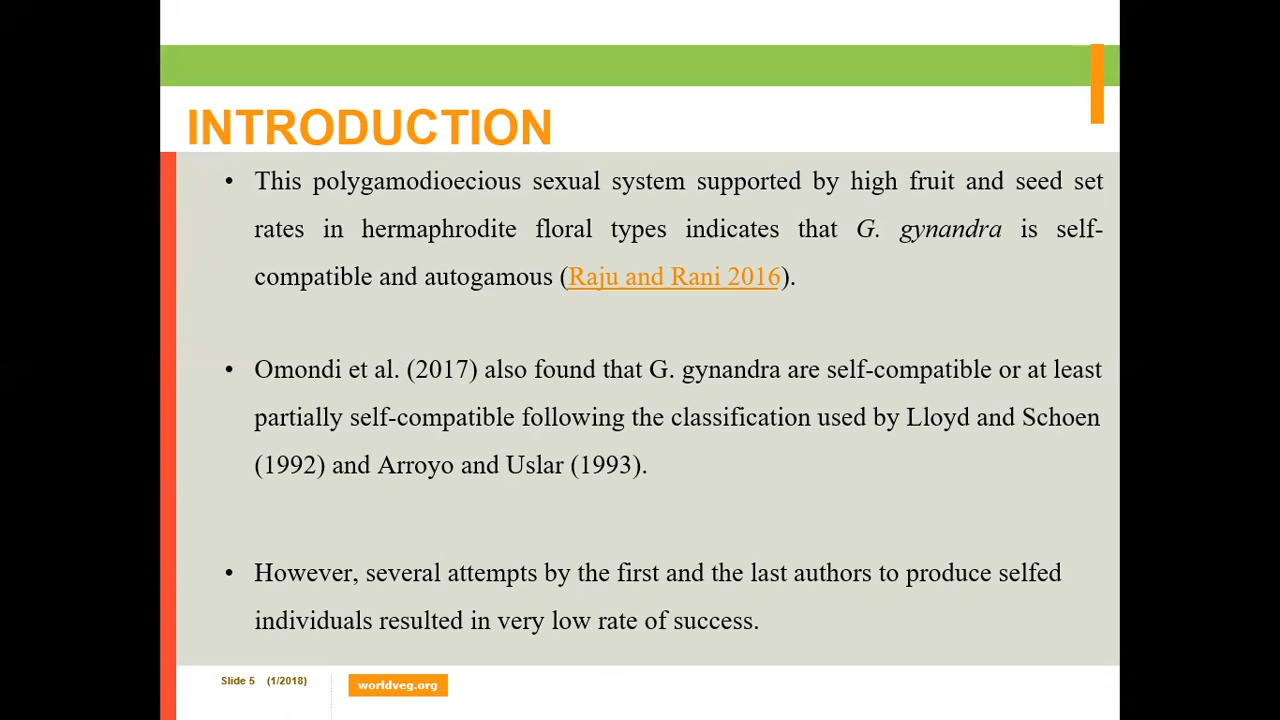 INTRODUCTION
• This polygamodioecious sexual system supported by high fruit and seed set
rates in hermaphrodite floral types indicates that G. gynandra is self-
compatible and autogamous (Raju and Rani 2016).
• Omondi et al. (2017) also found that G. gynandra are self-compatible or at least
partially self-compatible following the classification used by Lloyd and Schoen
(1992) and Arroyo and Uslar (1993).
• However, several attempts by the first and the last authors to produce selfed
individuals resulted in very low rate of success.
Slide 5 (1/2018)
worldveg.org